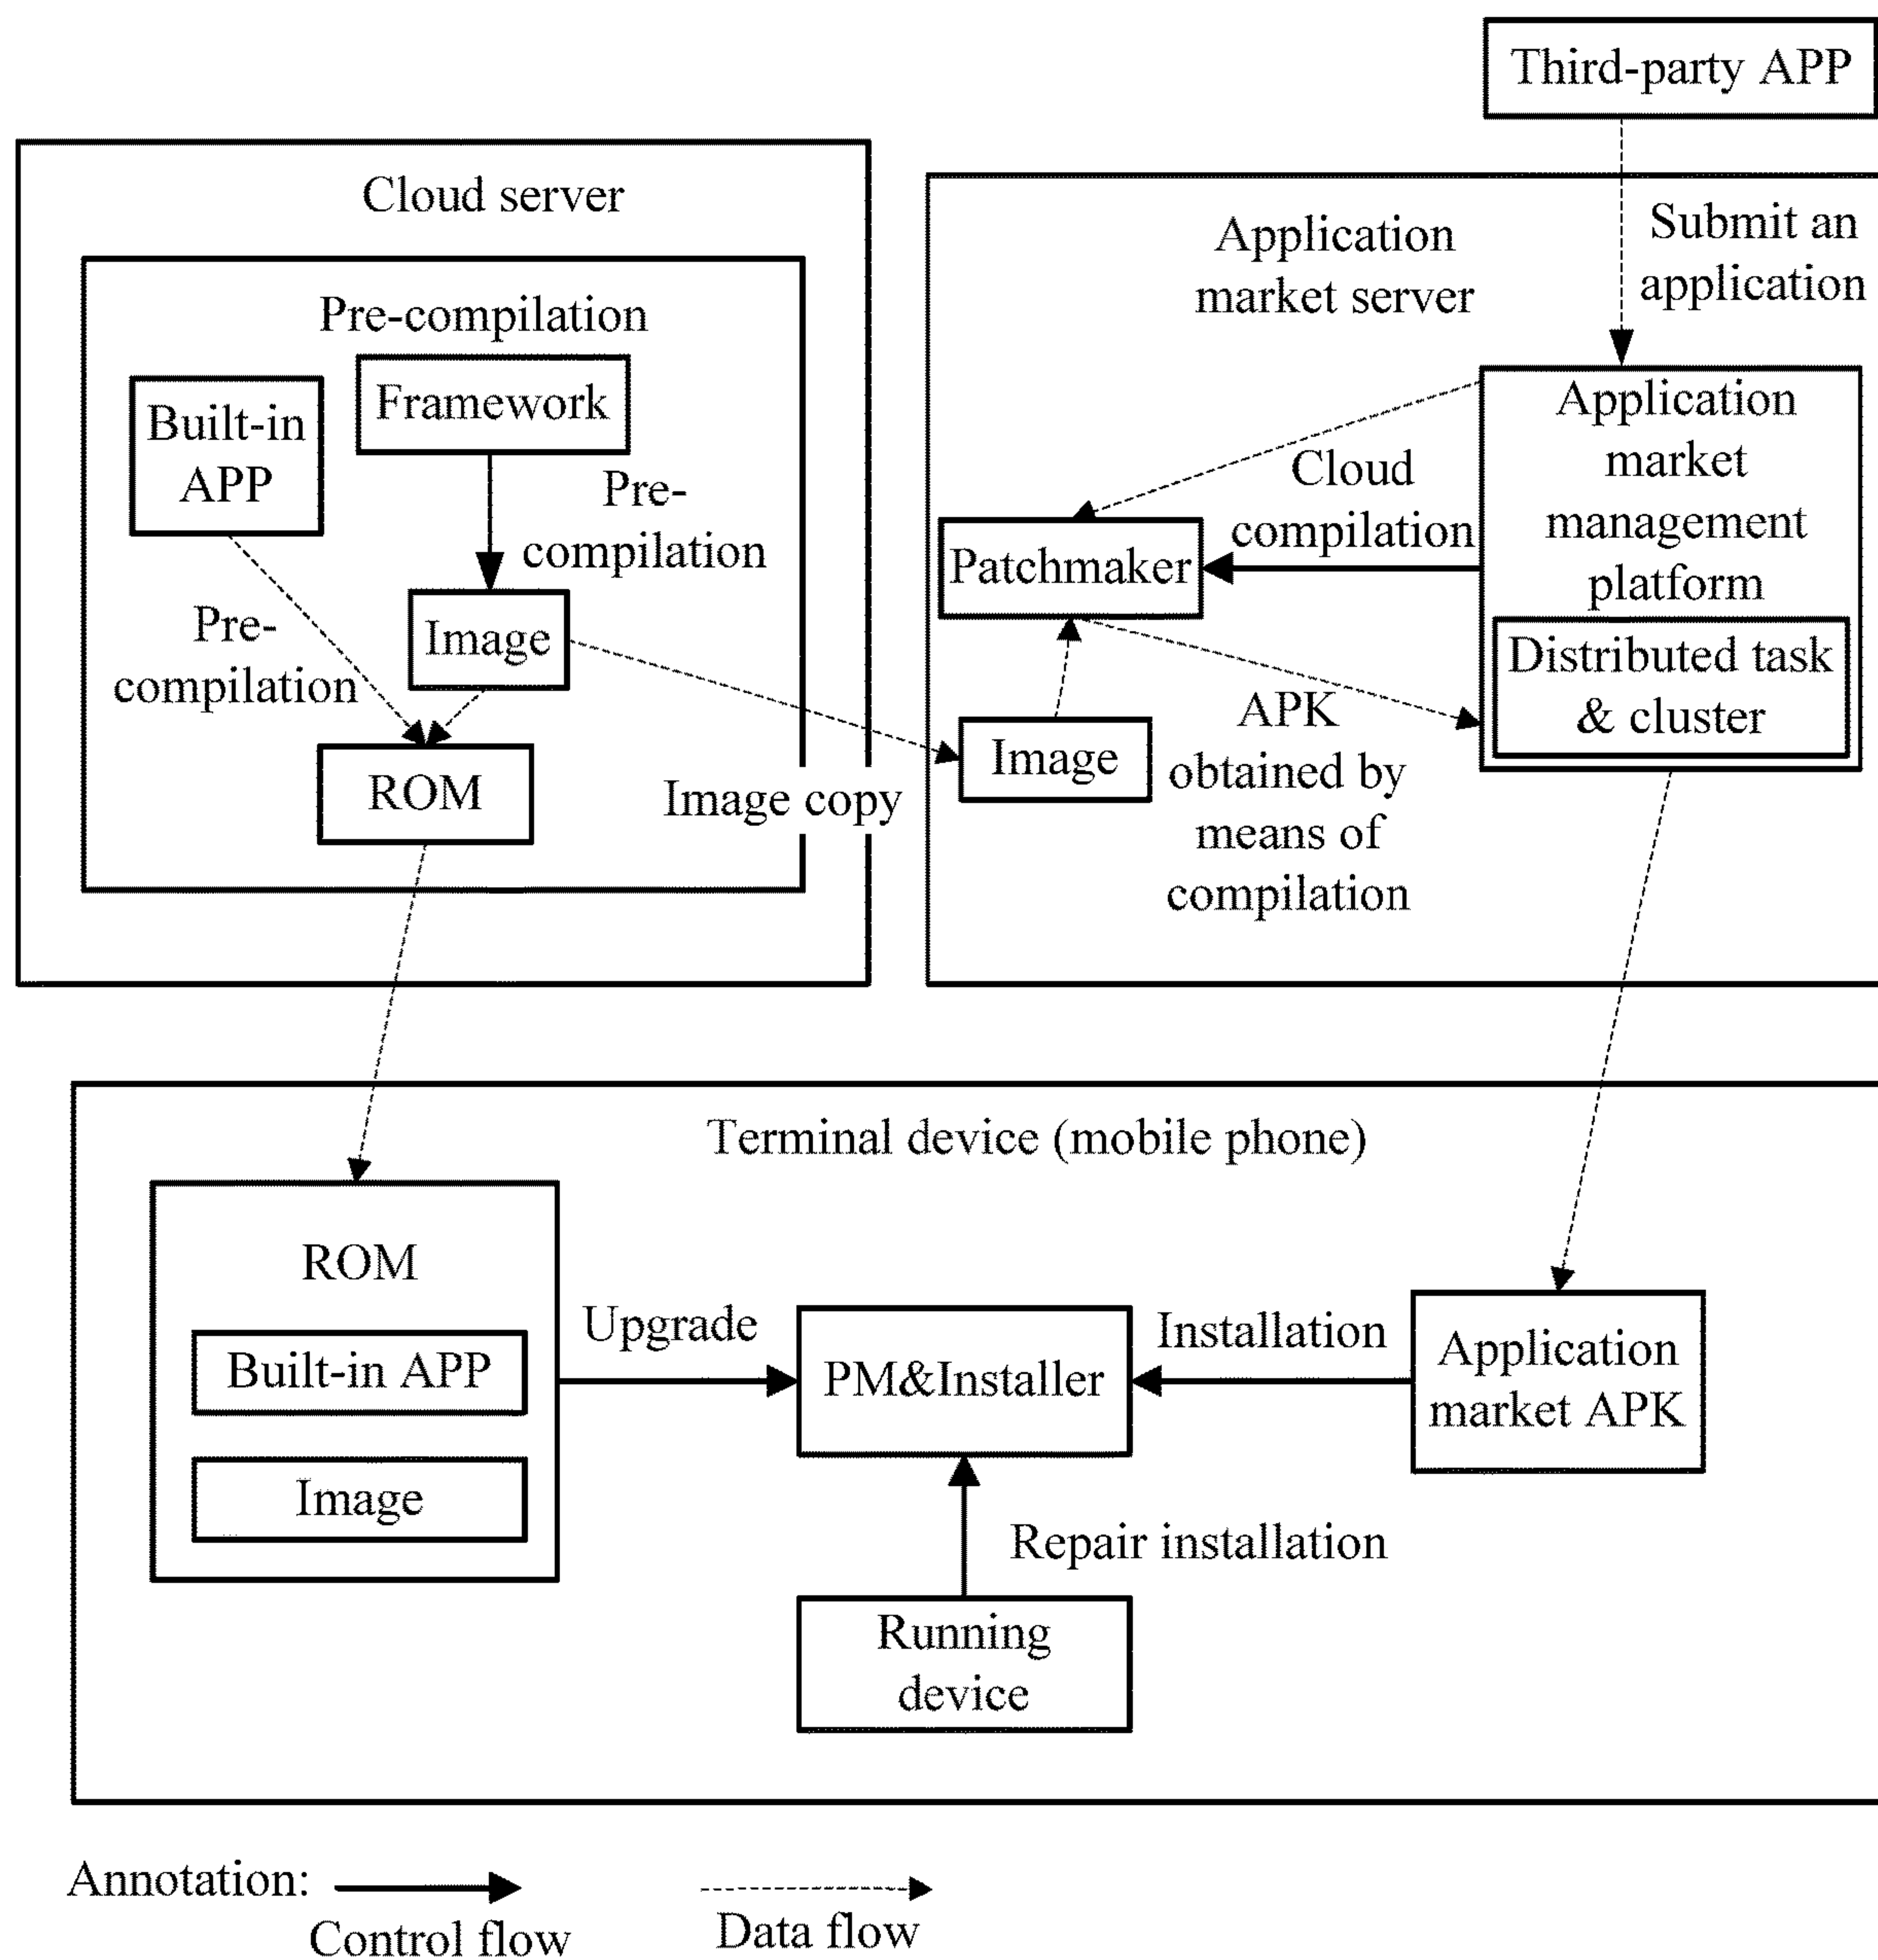 Third-party APP
Cloud server
Pre-compilation
Built-in
APP
Framework
Pre-
compilation
Pre-
compilation
Image
ROM
Image copy
Application
market server
Submit an
application
Application
market
management
platform
Distributed task
& cluster
Cloud
compilation
Patchmaker
Image
APK
obtained by
means of
compilation
Terminal device (mobile phone)
ROM
Built-in APP
Image
Upgrade
PM&Installer
Installation
Application
market APK
Repair installation
Running
device
Annotation:
Control flow
Data flow